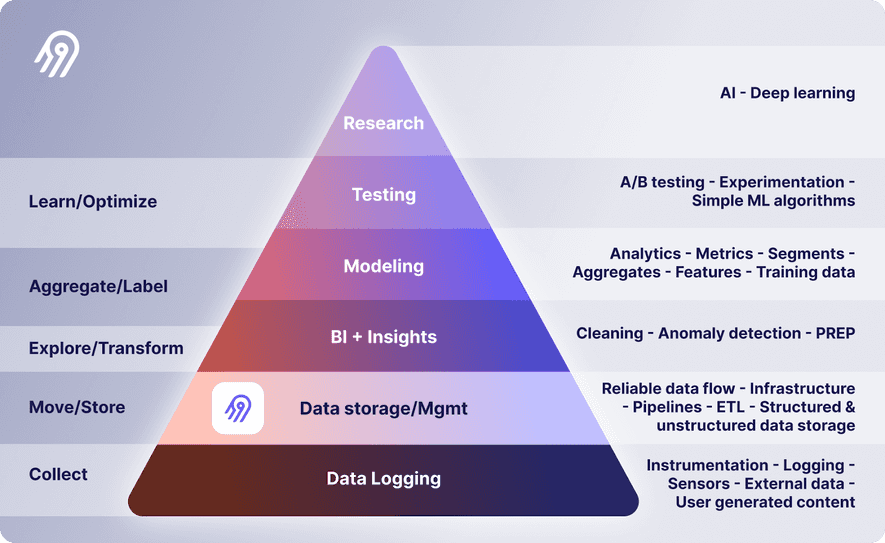 Research
AI - Deep learning
Learn/Optimize
Testing
A/B testing - Experimentation -
Simple ML algorithms
Aggregate/Label
Modeling
Analytics - Metrics - Segments -
Aggregates - Features - Training data
Explore/Transform
BI + Insights
Cleaning - Anomaly detection - PREP
Move/Store
Data storage/Mgmt
Reliable data flow - Infrastructure
- Pipelines - ETL - Structured &
unstructured data storage
Collect
Data Logging
Instrumentation - Logging -
Sensors - External data -
User generated content